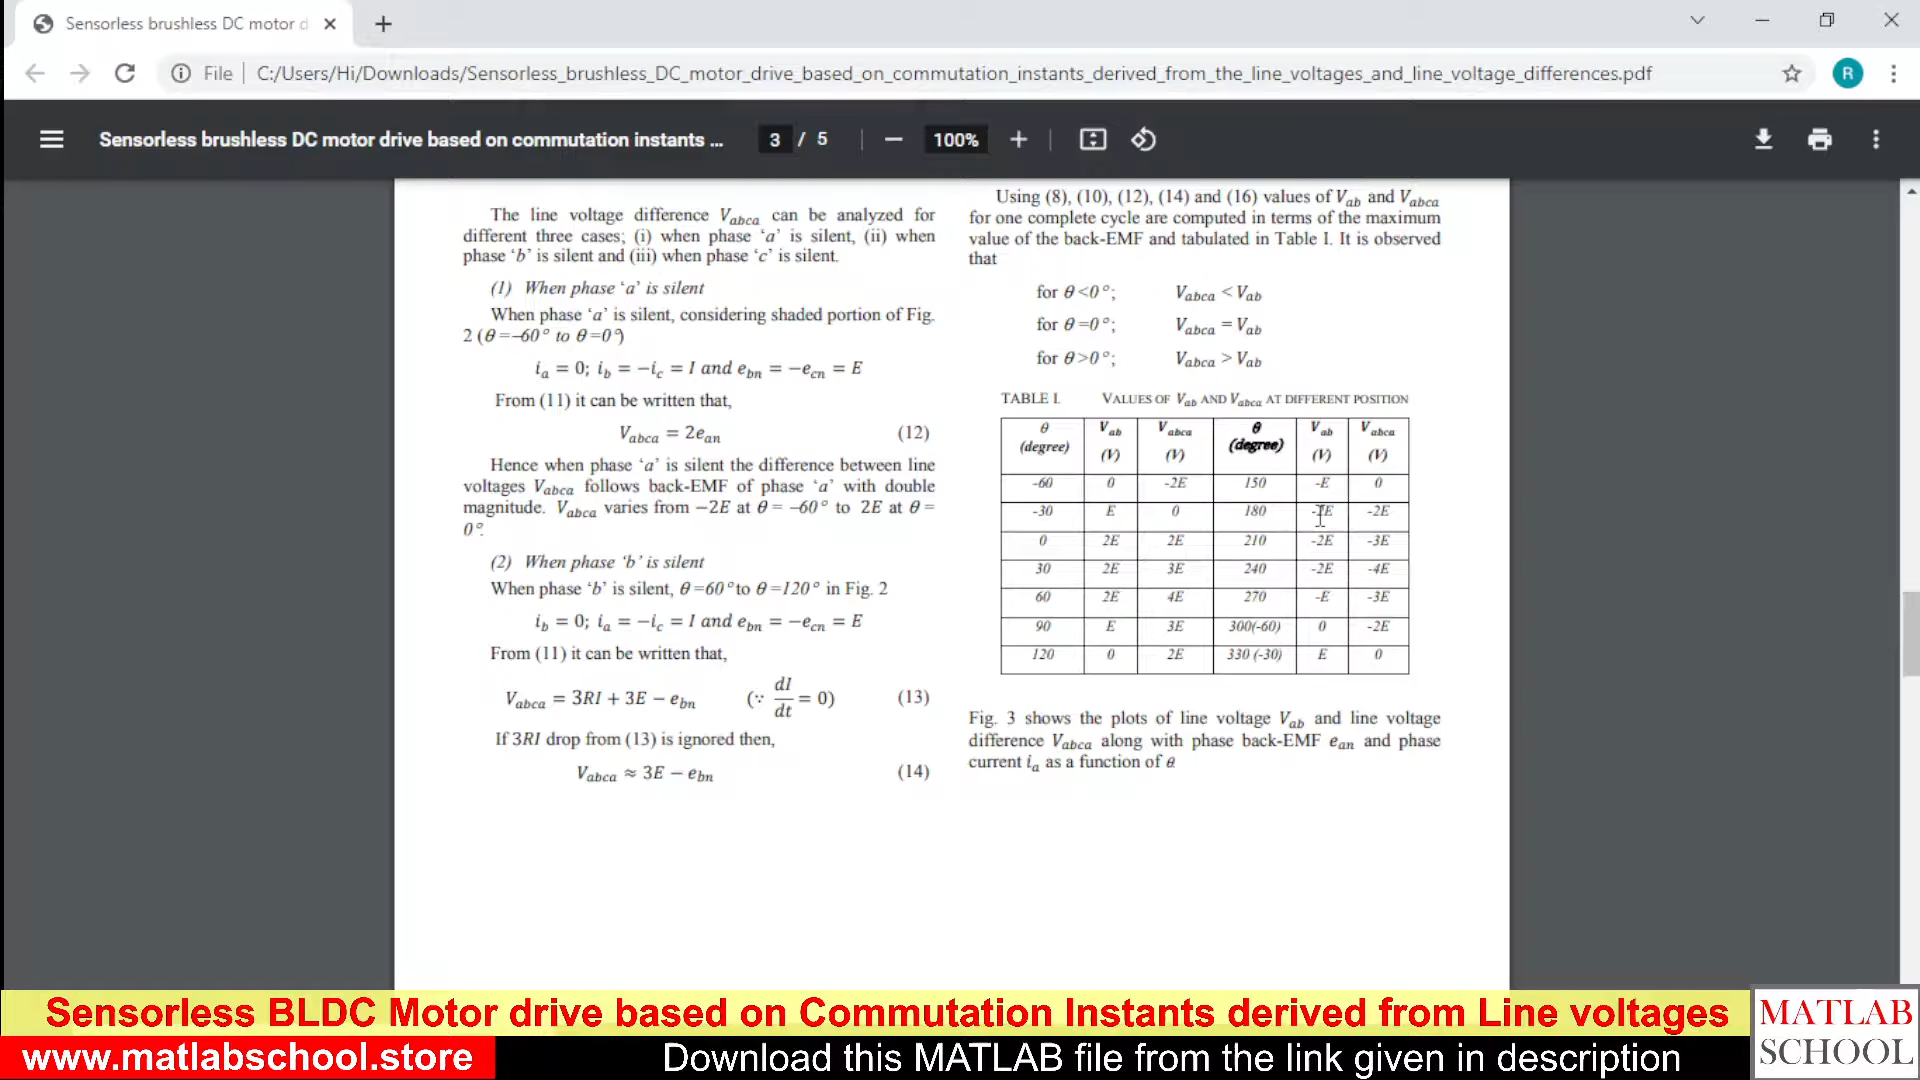 Sensorless brushless DC motor d
File
C:/Users/Hi/Downloads/Sensorless_brushless_DC_motor_drive_based_on_commutation_instants_derived_from_the_line_voltages_and_line_voltage_differences.pdf
R
Sensorless brushless DC motor drive based on commutation instants ...
3 / 5
100%
The line voltage difference Vabca can be analyzed for
different three cases; (i) when phase ‘a’ is silent, (ii) when
phase ‘b’ is silent and (iii) when phase ‘c’ is silent.
(1) When phase ‘a’ is silent
When phase ‘a’ is silent, considering shaded portion of Fig.
2 (θ=–60° to θ=0°)
ia = 0; ib = −ic = I and ebn = −ecn = E
From (11) it can be written that,
Vabca = 2ean (12)
Hence when phase ‘a’ is silent the difference between line
voltages Vabca follows back-EMF of phase ‘a’ with double
magnitude. Vabca varies from −2E at θ = –60° to 2E at θ =
0°.
(2) When phase ‘b’ is silent
When phase ‘b’ is silent, θ=60° to θ=120° in Fig. 2
ib = 0; ia = −ic = I and ebn = −ecn = E
From (11) it can be written that,
Vabca = 3RI + 3E − ebn (∵ dI/dt = 0) (13)
If 3RI drop from (13) is ignored then,
Vabca ≈ 3E − ebn (14)
Using (8), (10), (12), (14) and (16) values of Vab and Vabca
for one complete cycle are computed in terms of the maximum
value of the back-EMF and tabulated in Table I. It is observed
that
for θ<0°; Vabca < Vab
for θ=0°; Vabca = Vab
for θ>0°; Vabca > Vab
TABLE I. VALUES OF Vab AND Vabca AT DIFFERENT POSITION
θ (degree) Vab (V) Vabca (V) θ (degree) Vab (V) Vabca (V)
-60 0 -2E 150 -E 0
-30 E 0 180 -2E -2E
0 2E 2E 210 -2E -3E
30 2E 3E 240 -2E -4E
60 2E 4E 270 -E -3E
90 E 3E 300(-60) 0 -2E
120 0 2E 330 (-30) E 0
Fig. 3 shows the plots of line voltage Vab and line voltage
difference Vabca along with phase back-EMF ean and phase
current ia as a function of θ
Sensorless BLDC Motor drive based on Commutation Instants derived from Line voltages
www.matlabschool.store
Download this MATLAB file from the link given in description
MATLAB
SCHOOL